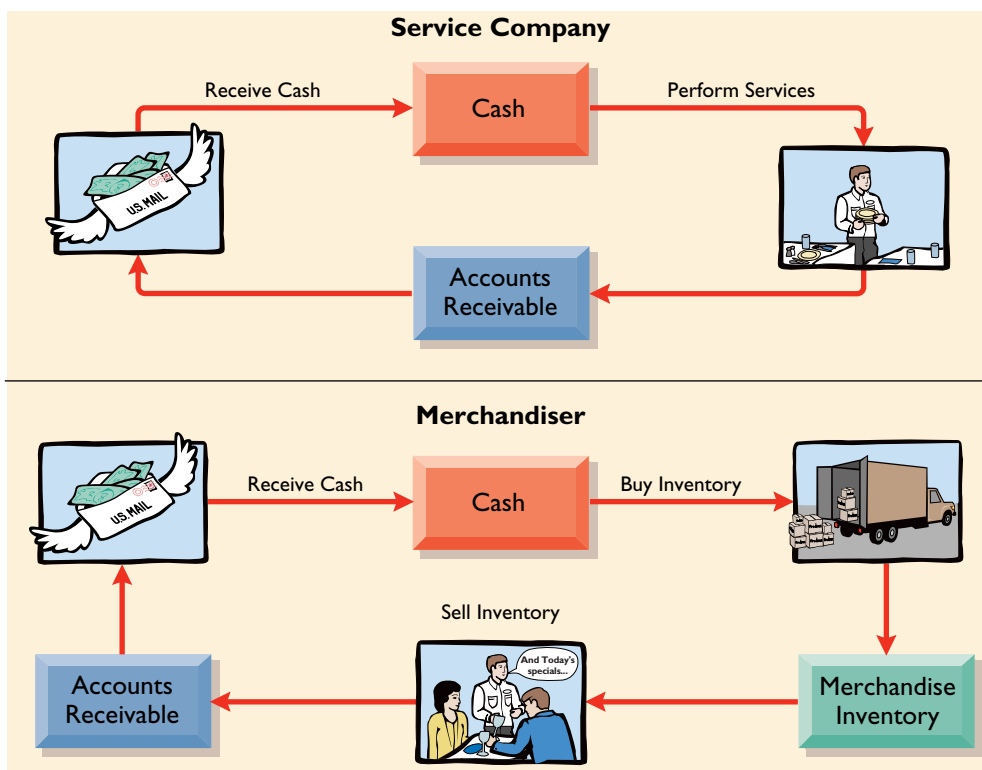 Service Company
Receive Cash
Cash
Perform Services
U.S. MAIL
Accounts
Receivable
Merchandiser
Receive Cash
Cash
Buy Inventory
U.S. MAIL
Sell Inventory
And Today's
specials...
Accounts
Receivable
Merchandise
Inventory